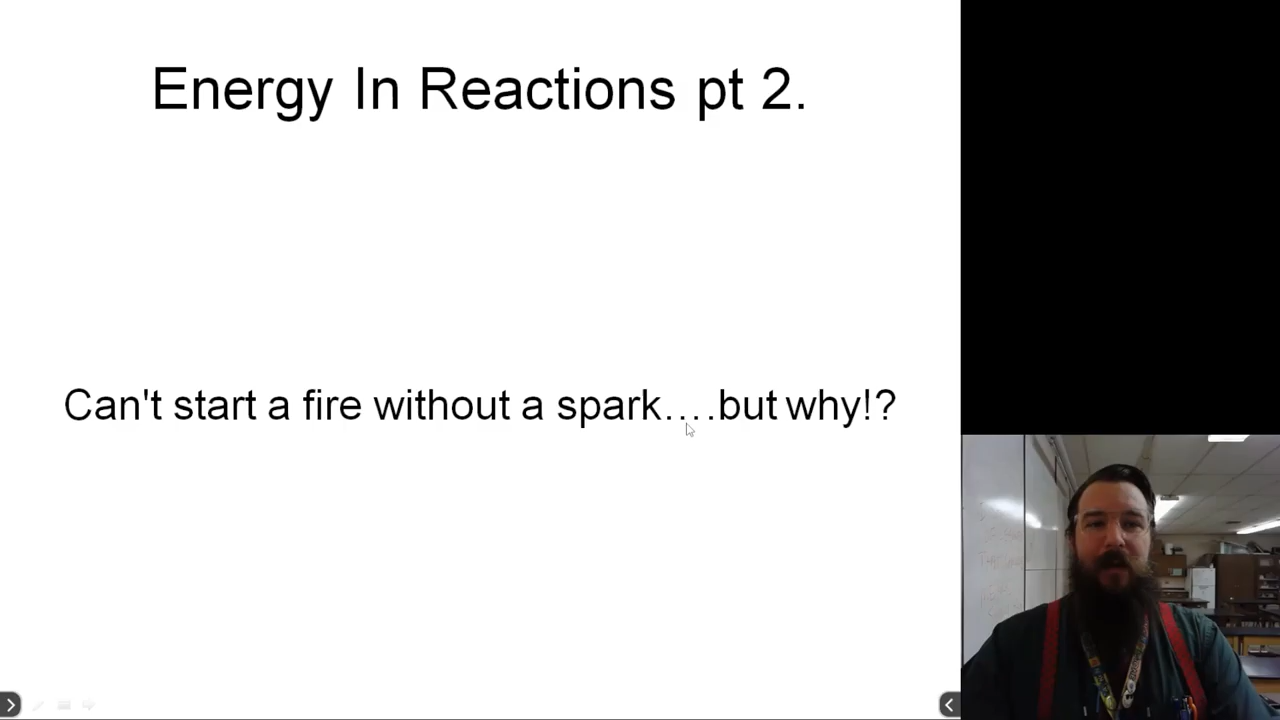 Energy In Reactions pt 2.
Can't start a fire without a spark....but why!?